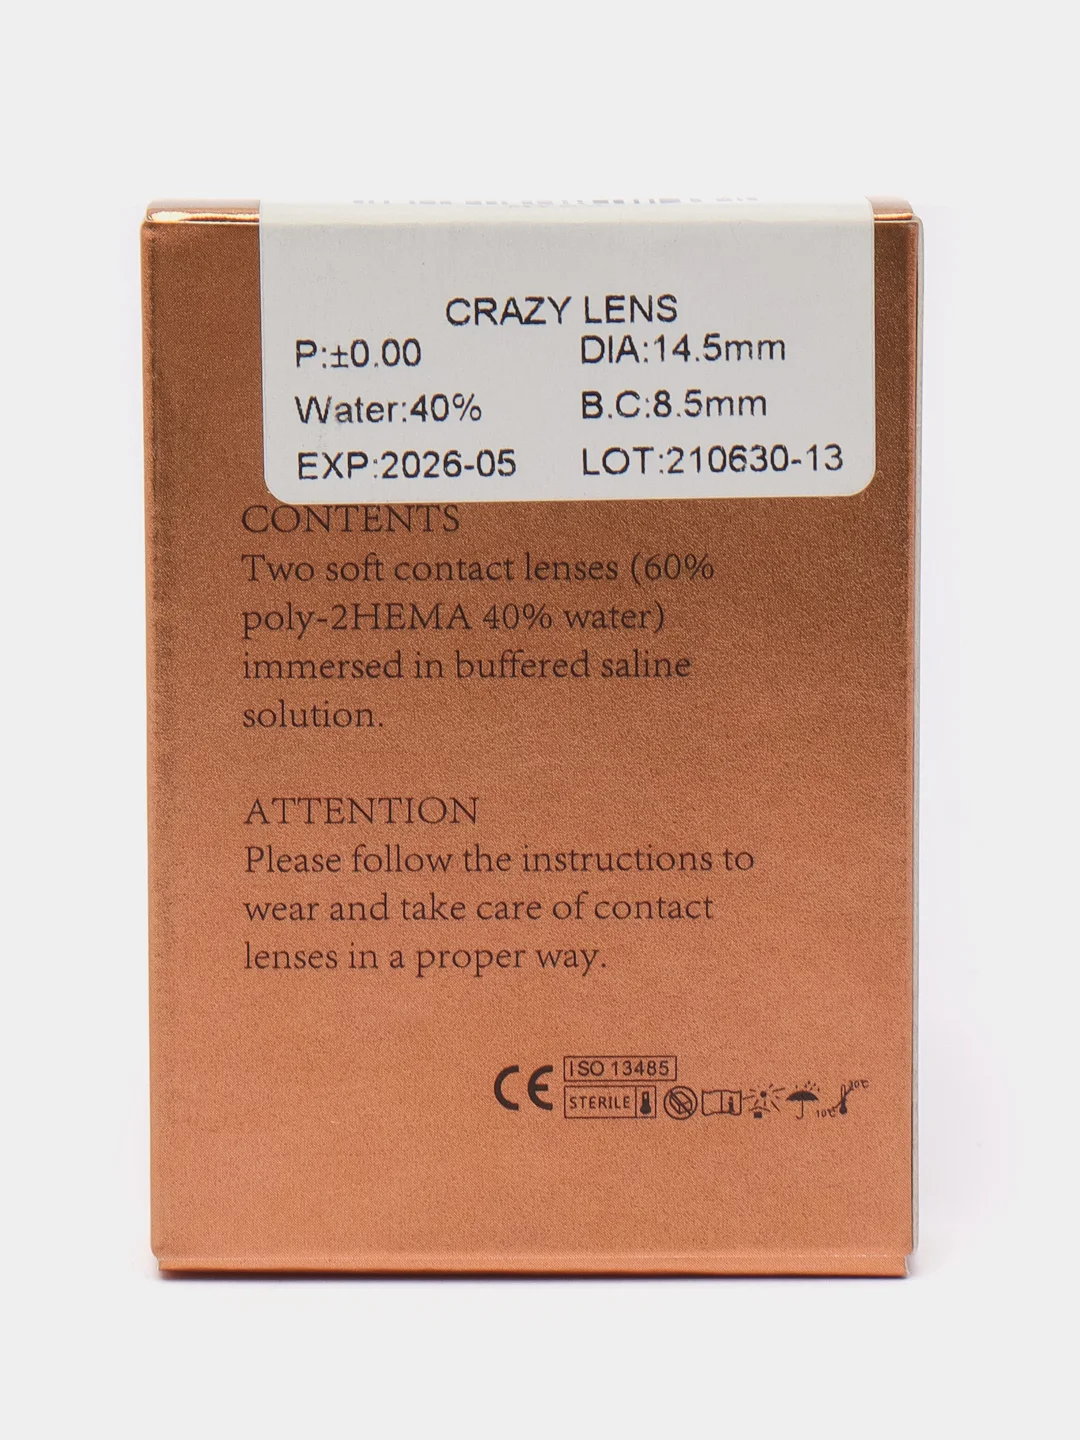 CRAZY LENS
P:±0.00 DIA:14.5mm
Water:40% B.C:8.5mm
EXP:2026-05 LOT:210630-13
CONTENTS
Two soft contact lenses (60%
poly-2HEMA 40% water)
immersed in buffered saline
solution.
ATTENTION
Please follow the instructions to
wear and take care of contact
lenses in a proper way.
CE ISO 13485
STERILE
10°C 30°C